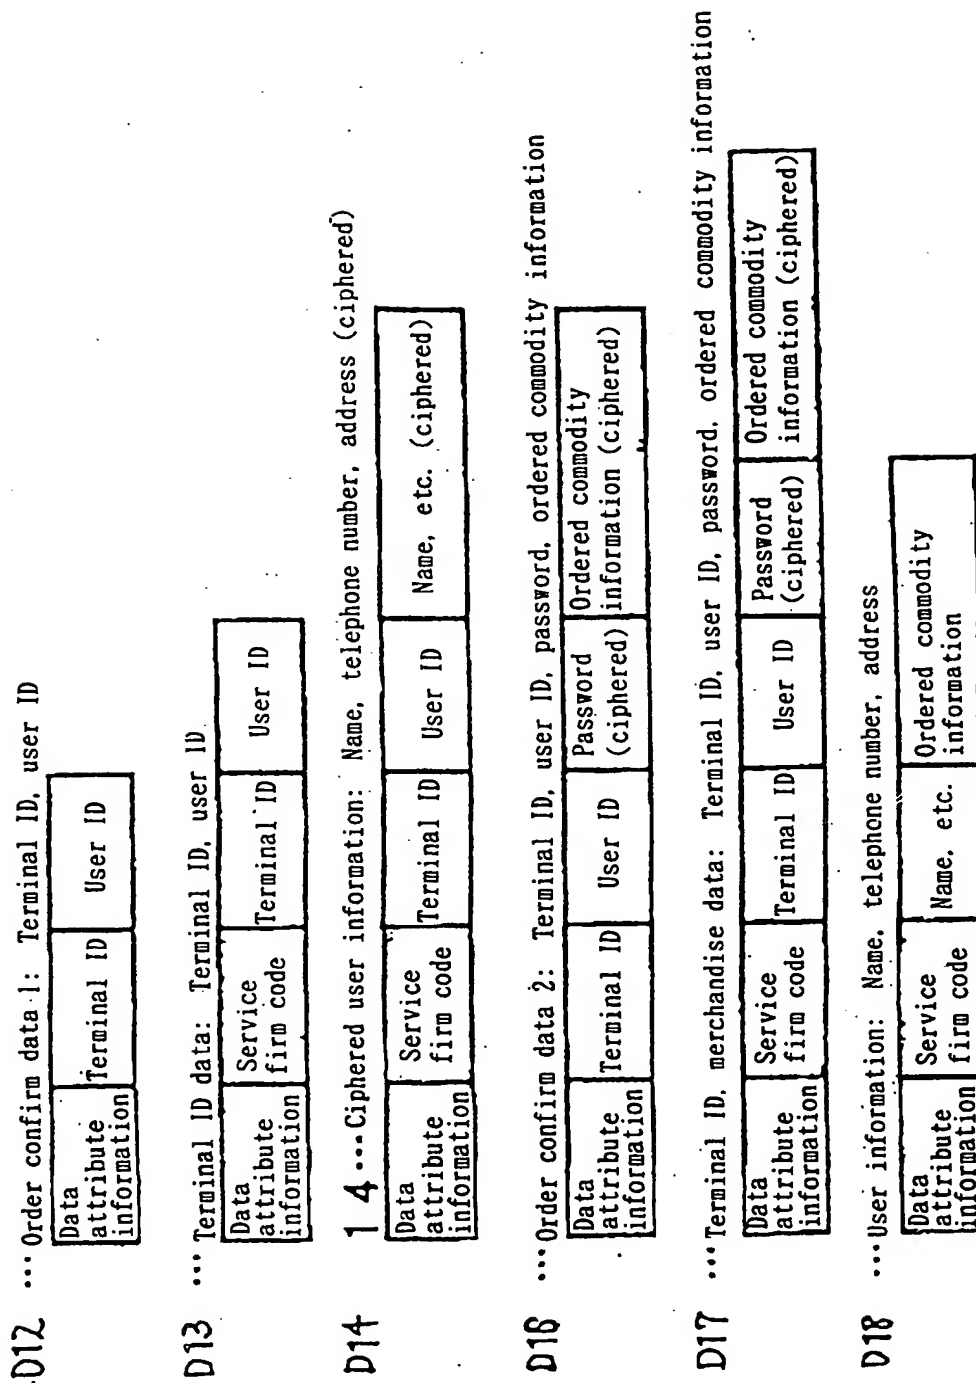 D12 ... Order confirm data 1: Terminal ID, user ID
Data attribute information | Terminal ID | User ID
D13 ... Terminal ID data: Terminal ID, user ID
Data attribute information | Service firm code | Terminal ID | User ID
D14 14 ... Ciphered user information: Name, telephone number, address (ciphered)
Data attribute information | Service firm code | Terminal ID | User ID | Name, etc. (ciphered)
D16 ... Order confirm data 2: Terminal ID, user ID, password, ordered commodity information
Data attribute information | Terminal ID | User ID | Password (ciphered) | Ordered commodity information (ciphered)
D17 ... Terminal ID, merchandise data: Terminal ID, user ID, password, ordered commodity information
Data attribute information | Service firm code | Terminal ID | User ID | Password (ciphered) | Ordered commodity information (ciphered)
D18 ... User information: Name, telephone number, address
Data attribute information | Service firm code | Name, etc. | Ordered commodity information